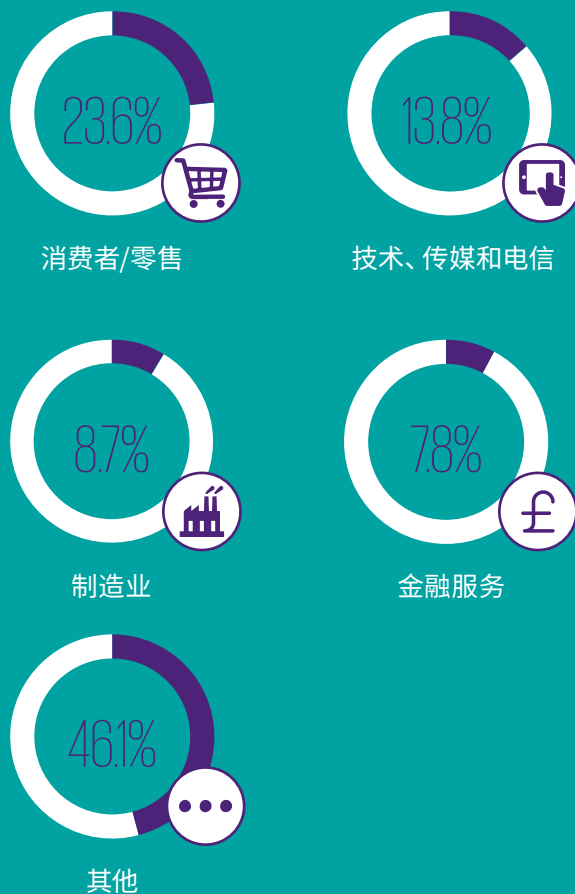 23.6%
消费者/零售
13.8%
技术、传媒和电信
8.7%
制造业
7.8%
£
金融服务
46.1%
其他